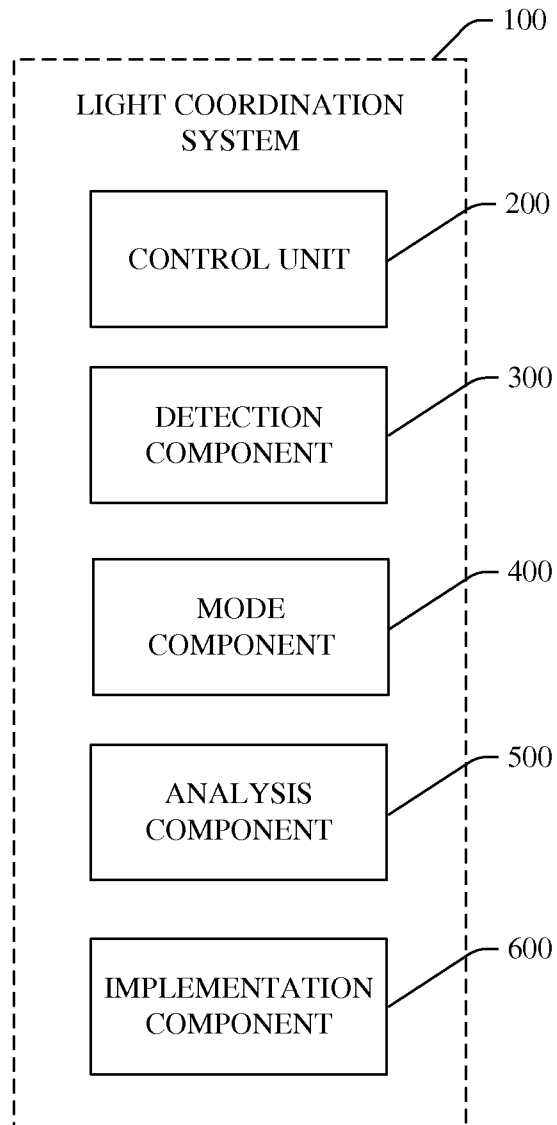 100
LIGHT COORDINATION
SYSTEM
200
CONTROL UNIT
300
DETECTION
COMPONENT
400
MODE
COMPONENT
500
ANALYSIS
COMPONENT
600
IMPLEMENTATION
COMPONENT